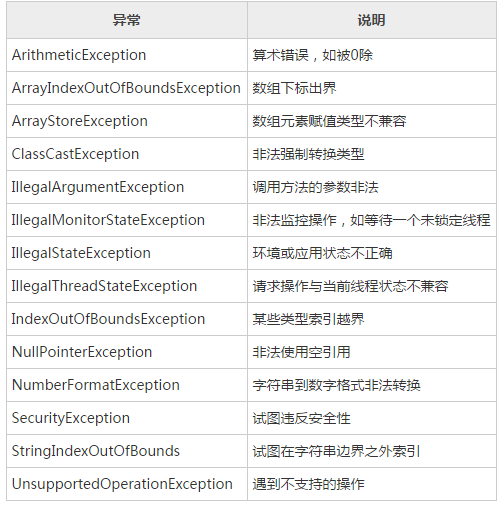 异常 说明
ArithmeticException 算术错误，如被0除
ArrayIndexOutOfBoundsException 数组下标出界
ArrayStoreException 数组元素赋值类型不兼容
ClassCastException 非法强制转换类型
IllegalArgumentException 调用方法的参数非法
IllegalMonitorStateException 非法监控操作，如等待一个未锁定线程
IllegalStateException 环境或应用状态不正确
IllegalThreadStateException 请求操作与当前线程状态不兼容
IndexOutOfBoundsException 某些类型索引越界
NullPointerException 非法使用空引用
NumberFormatException 字符串到数字格式非法转换
SecurityException 试图违反安全性
StringIndexOutOfBounds 试图在字符串边界之外索引
UnsupportedOperationException 遇到不支持的操作